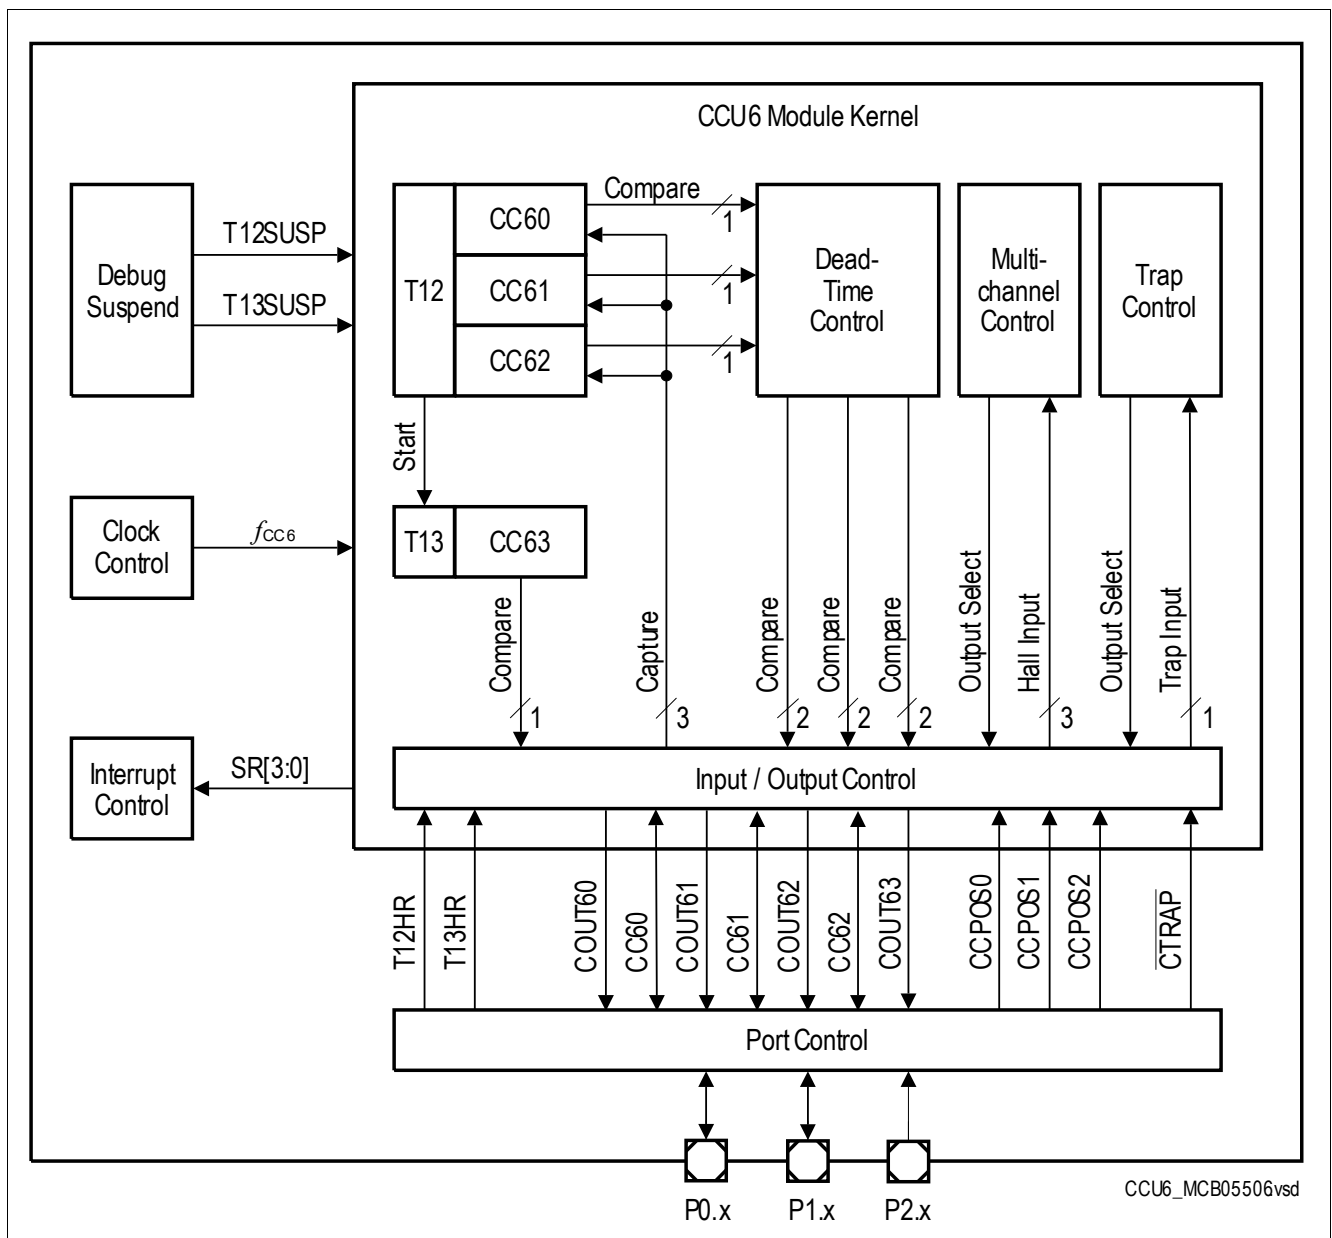 CCU6 Module Kernel
Debug
Suspend
T12SUSP
T13SUSP
T12
CC60
CC61
CC62
Compare
1
1
1
Dead-
Time
Control
Multi-
channel
Control
Trap
Control
Start
Clock
Control
fCC6
T13
CC63
Compare
1
Capture
3
Compare
2
Compare
2
Compare
2
Output Select
Hall Input
3
Output Select
Trap Input
1
Interrupt
Control
SR[3:0]
Input / Output Control
T12HR
T13HR
COUT60
CC60
COUT61
CC61
COUT62
CC62
COUT63
CCPOS0
CCPOS1
CCPOS2
CTRAP
Port Control
P0.x
P1.x
P2.x
CCU6_MCB05506.vsd